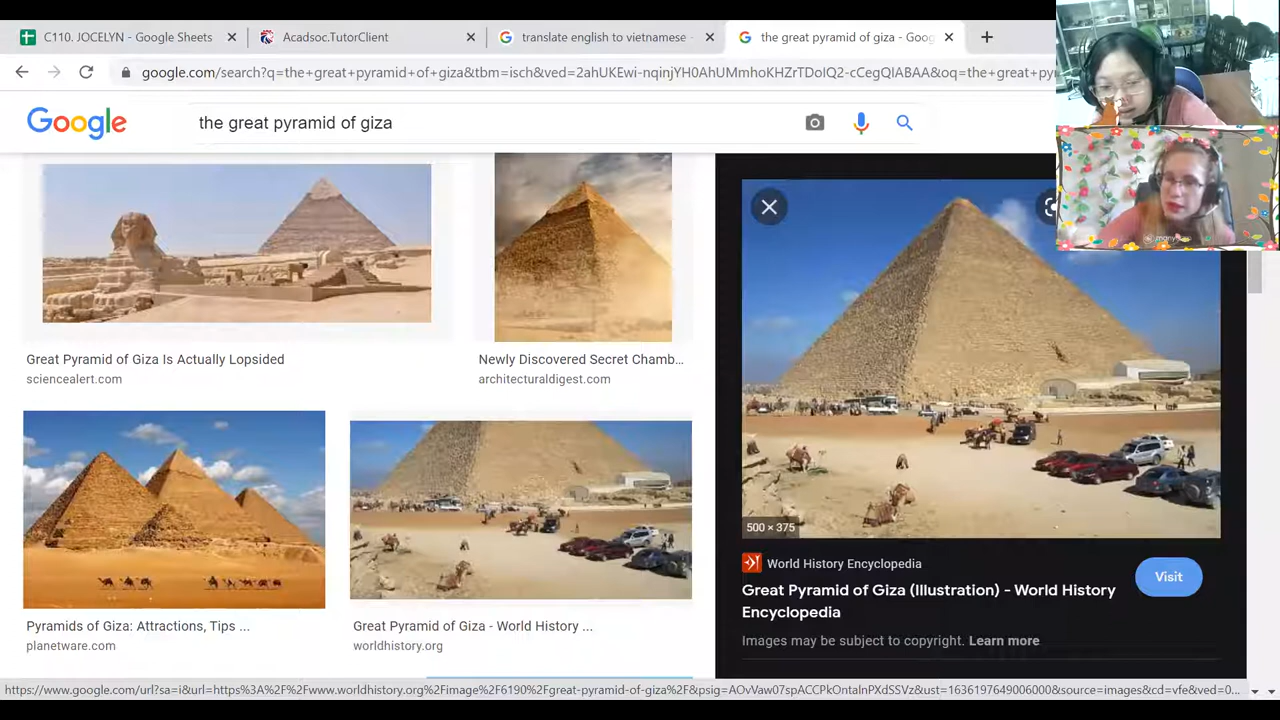 C110. JOCELYN - Google Sheets
Acadsoc.TutorClient
translate english to vietnamese -
the great pyramid of giza - Goog
google.com/search?q=the+great+pyramid+of+giza&tbm=isch&ved=2ahUKEwi-nqinjYH0AhUMmhoKHZrTDoIQ2-cCegQIABAA&oq=the+great+py
Google
the great pyramid of giza
Great Pyramid of Giza Is Actually Lopsided
sciencealert.com
Newly Discovered Secret Chamb...
architecturaldigest.com
Pyramids of Giza: Attractions, Tips ...
planetware.com
Great Pyramid of Giza - World History ...
worldhistory.org
500 × 375
World History Encyclopedia
Great Pyramid of Giza (Illustration) - World History
Encyclopedia
Visit
Images may be subject to copyright. Learn more
https://www.google.com/url?sa=i&url=https%3A%2F%2Fwww.worldhistory.org%2Fimage%2F6190%2Fgreat-pyramid-of-giza%2F&psig=AOvVaw07spACCPkOntaInPXdSSVz&ust=1636197649006000&source=images&cd=vfe&ved=0...